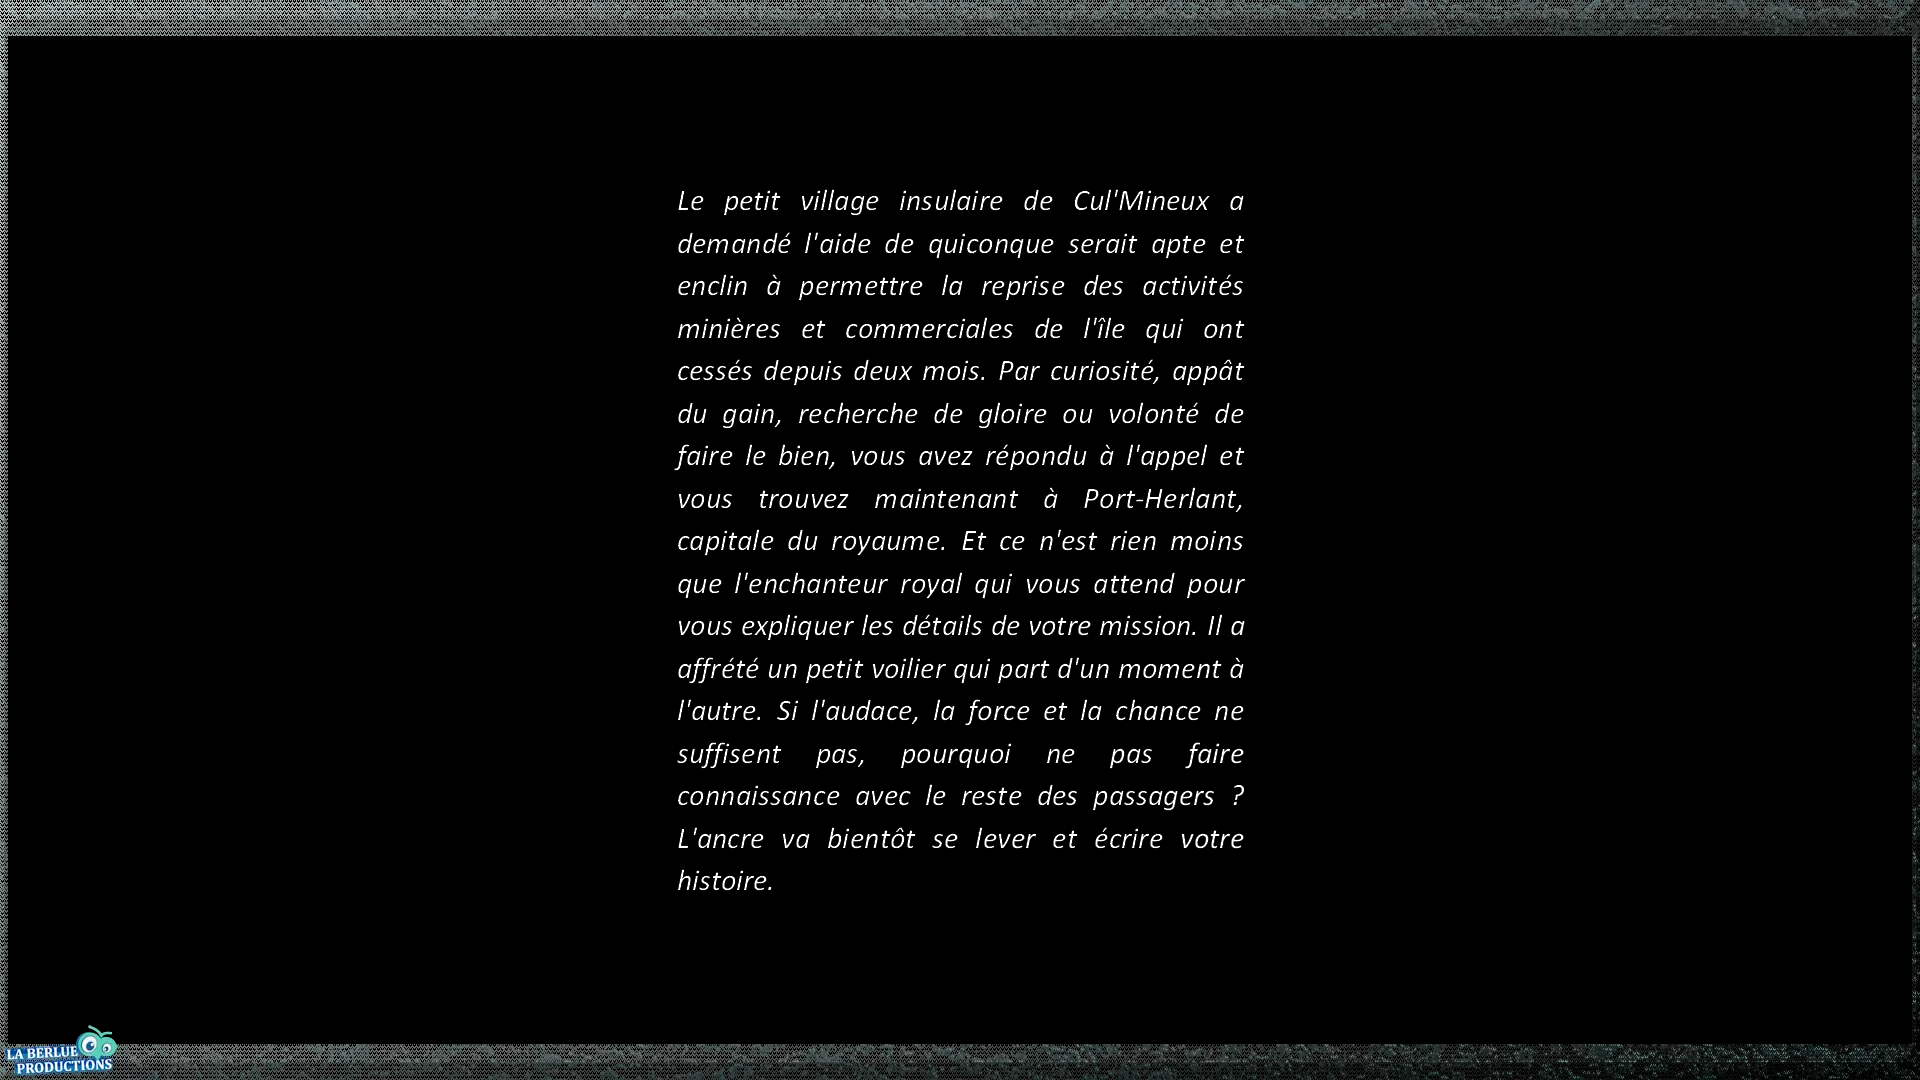 Le petit village insulaire de Cul'Mineux a
demandé l'aide de quiconque serait apte et
enclin à permettre la reprise des activités
minières et commerciales de l'île qui ont
cessés depuis deux mois. Par curiosité, appât
du gain, recherche de gloire ou volonté de
faire le bien, vous avez répondu à l'appel et
vous trouvez maintenant à Port-Herlant,
capitale du royaume. Et ce n'est rien moins
que l'enchanteur royal qui vous attend pour
vous expliquer les détails de votre mission. Il a
affrété un petit voilier qui part d'un moment à
l'autre. Si l'audace, la force et la chance ne
suffisent pas, pourquoi ne pas faire
connaissance avec le reste des passagers ?
L'ancre va bientôt se lever et écrire votre
histoire.
LA BERLUE
PRODUCTIONS